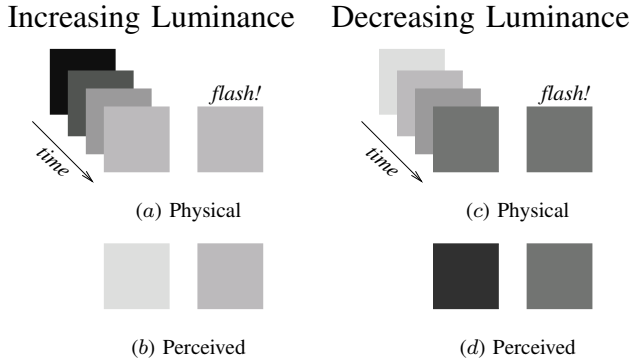 Increasing Luminance
Decreasing Luminance
flash!
flash!
time
time
(a) Physical
(c) Physical
(b) Perceived
(d) Perceived